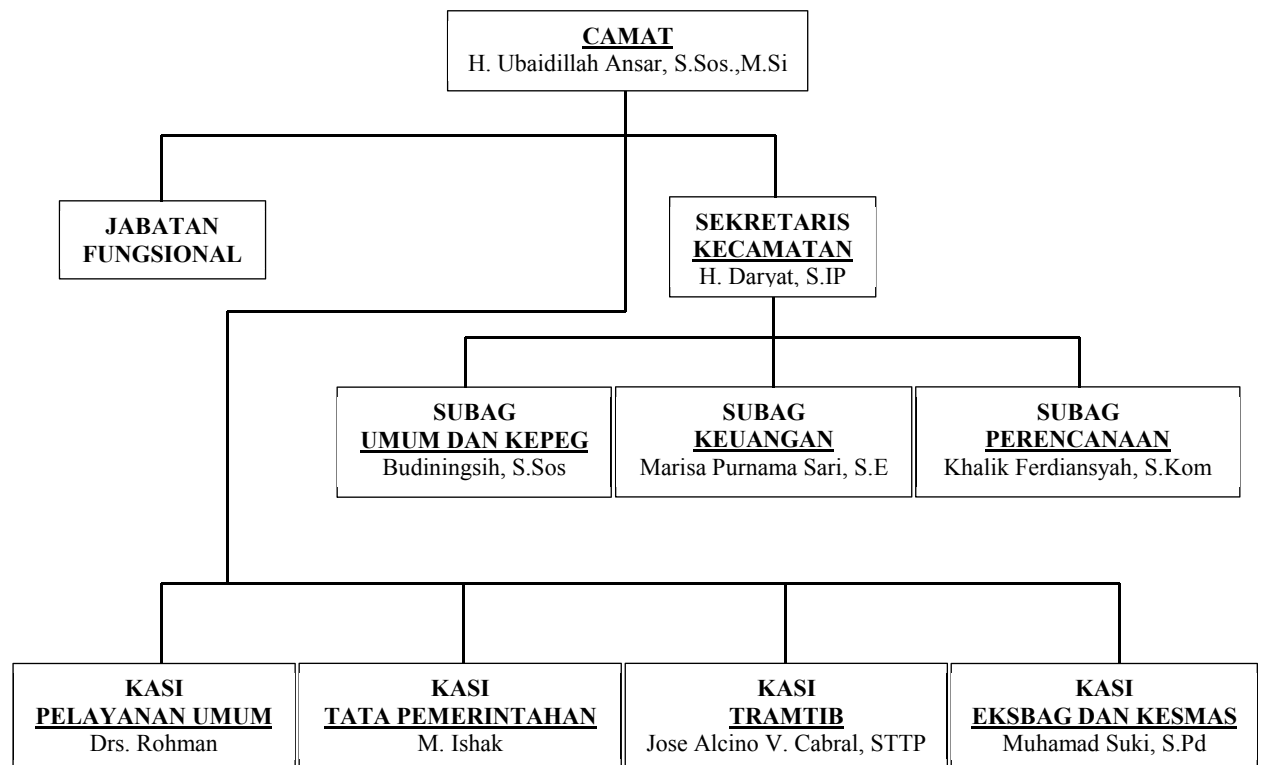 CAMAT
H. Ubaidillah Ansar, S.Sos.,M.Si
JABATAN
FUNGSIONAL
SEKRETARIS
KECAMATAN
H. Daryat, S.IP
SUBAG
UMUM DAN KEPEG
Budiningsih, S.Sos
SUBAG
KEUANGAN
Marisa Purnama Sari, S.E
SUBAG
PERENCANAAN
Khalik Ferdiansyah, S.Kom
KASI
PELAYANAN UMUM
Drs. Rohman
KASI
TATA PEMERINTAHAN
M. Ishak
KASI
TRAMTIB
Jose Alcino V. Cabral, STTP
KASI
EKSBAG DAN KESMAS
Muhamad Suki, S.Pd